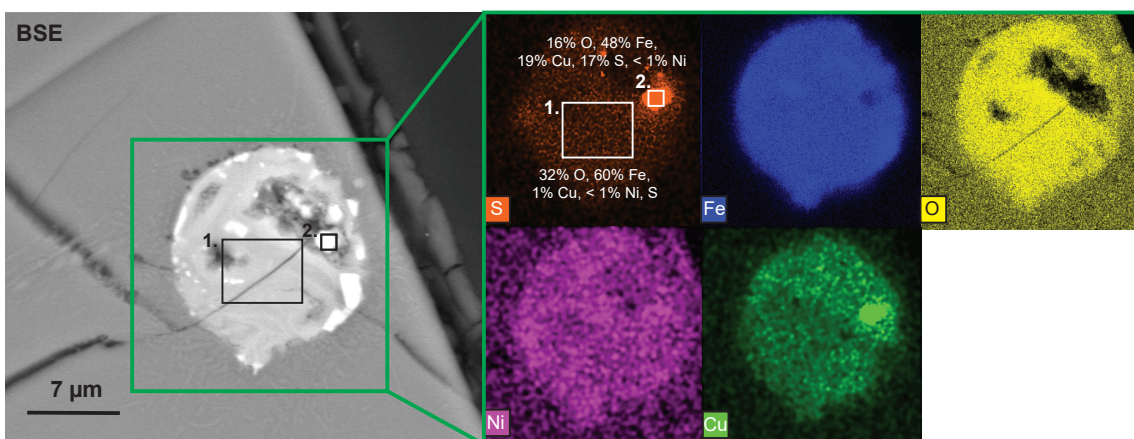 BSE
1.
2.
7 µm
16% O, 48% Fe,
19% Cu, 17% S, < 1% Ni
2.
1.
32% O, 60% Fe,
1% Cu, < 1% Ni, S
S
Fe
O
Ni
Cu